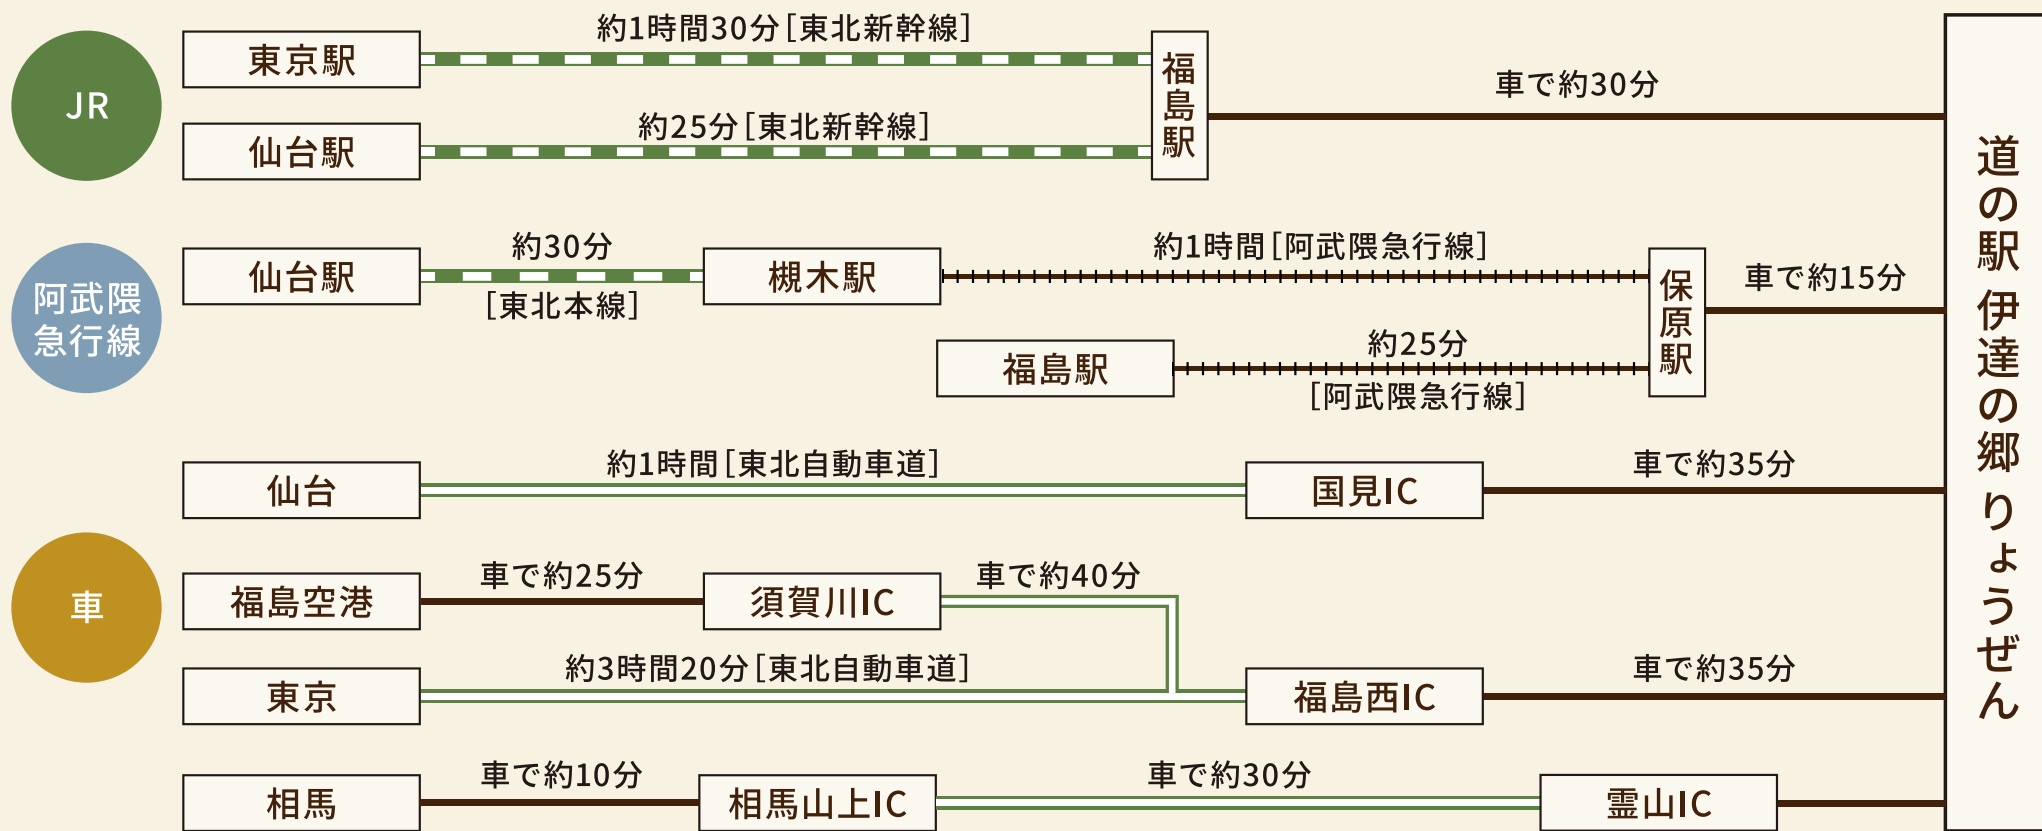 JR
東京駅
約1時間30分［東北新幹線］
仙台駅
約25分［東北新幹線］
福島駅
車で約30分
阿武隈
急行線
仙台駅
約30分
［東北本線］
槻木駅
約1時間［阿武隈急行線］
福島駅
約25分
［阿武隈急行線］
保原駅
車で約15分
車
仙台
約1時間［東北自動車道］
国見IC
車で約35分
福島空港
車で約25分
須賀川IC
車で約40分
東京
約3時間20分［東北自動車道］
福島西IC
車で約35分
相馬
車で約10分
相馬山上IC
車で約30分
霊山IC
道の駅 伊達の郷 りょうぜん